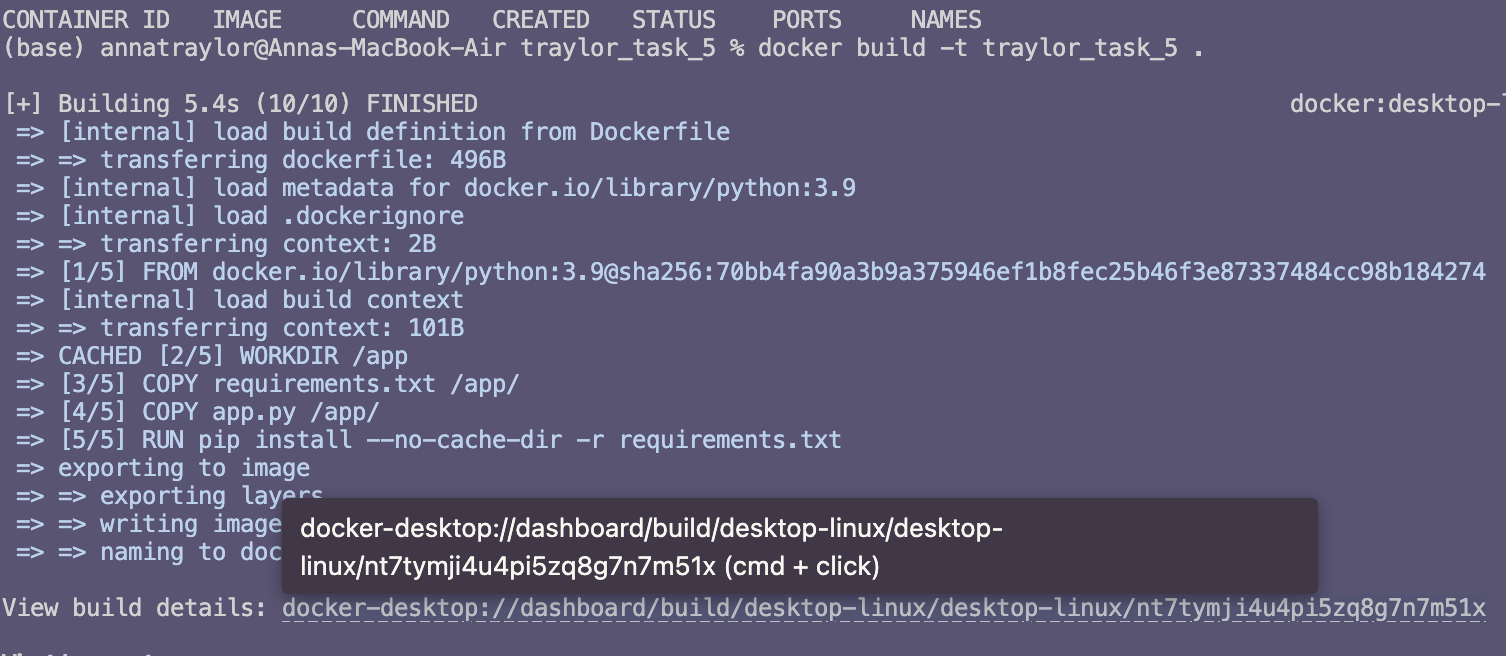 CONTAINER ID   IMAGE     COMMAND   CREATED   STATUS    PORTS     NAMES
(base) annatraylor@Annas-MacBook-Air traylor_task_5 % docker build -t traylor_task_5 .
[+] Building 5.4s (10/10) FINISHED docker:desktop-
=> [internal] load build definition from Dockerfile
=> => transferring dockerfile: 496B
=> [internal] load metadata for docker.io/library/python:3.9
=> [internal] load .dockerignore
=> => transferring context: 2B
=> [1/5] FROM docker.io/library/python:3.9@sha256:70bb4fa90a3b9a375946ef1b8fec25b46f3e87337484cc98b184274
=> [internal] load build context
=> => transferring context: 101B
=> CACHED [2/5] WORKDIR /app
=> [3/5] COPY requirements.txt /app/
=> [4/5] COPY app.py /app/
=> [5/5] RUN pip install --no-cache-dir -r requirements.txt
=> exporting to image
=> => exporting layers
=> => writing image
=> => naming to doc
docker-desktop://dashboard/build/desktop-linux/desktop-
linux/nt7tymji4u4pi5zq8g7n7m51x (cmd + click)
View build details: docker-desktop://dashboard/build/desktop-linux/desktop-linux/nt7tymji4u4pi5zq8g7n7m51x